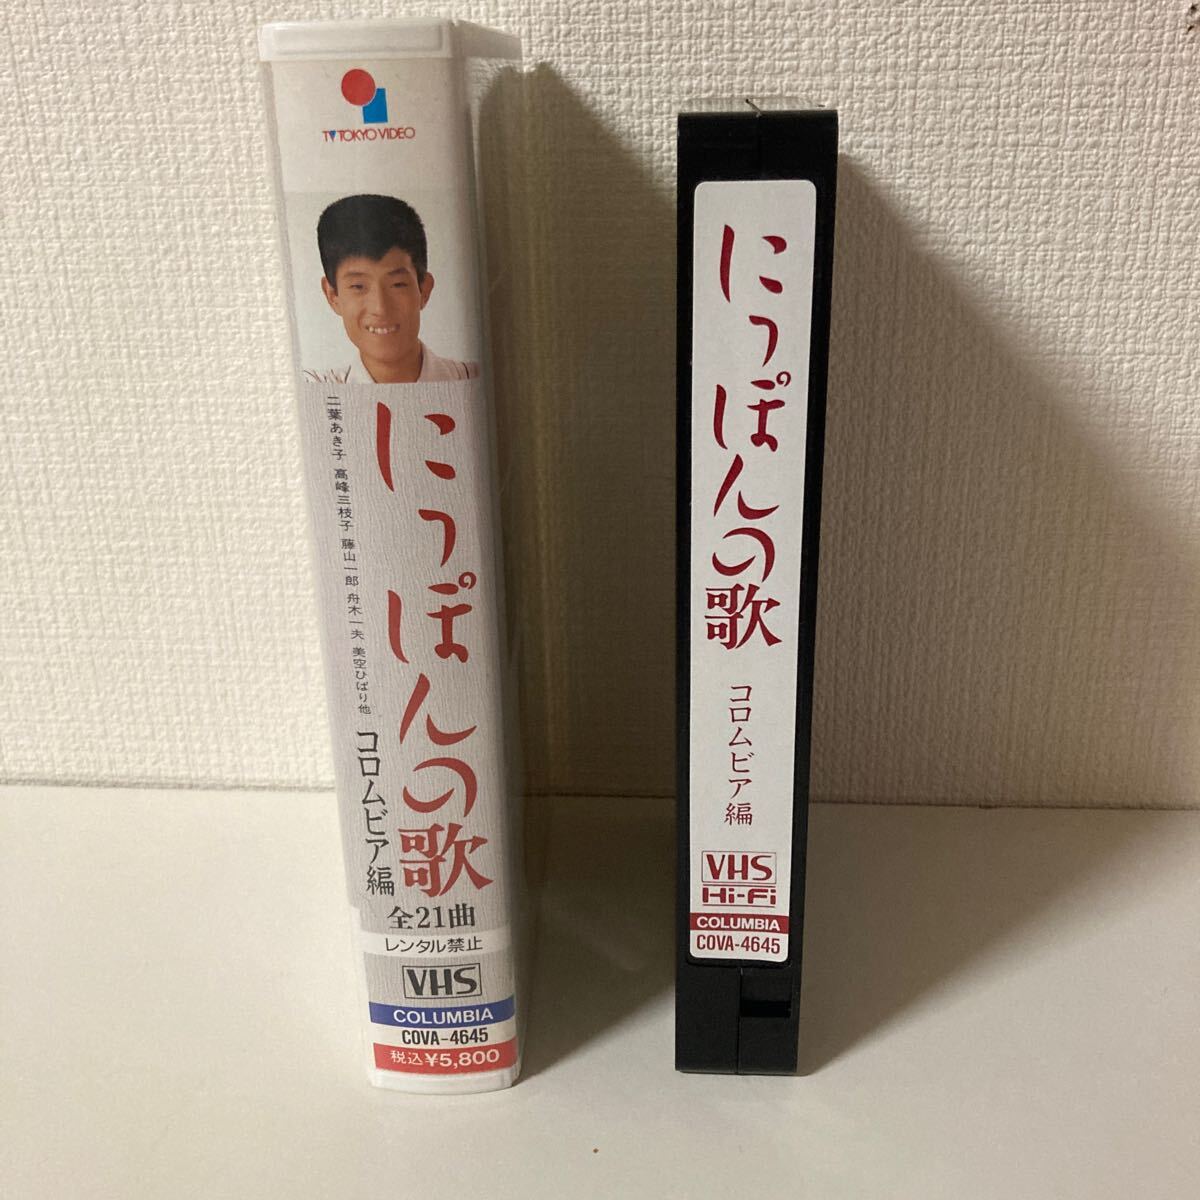 TV TOKYO VIDEO
にっぽんの歌
二葉あき子 高峰三枝子 藤山一郎 舟木一夫 美空ひばり他
コロムビア編
全21曲
レンタル禁止
VHS
COLUMBIA
COVA-4645
税込¥5,800
にっぽんの歌
コロムビア編
VHS
Hi-Fi
COLUMBIA
COVA-4645